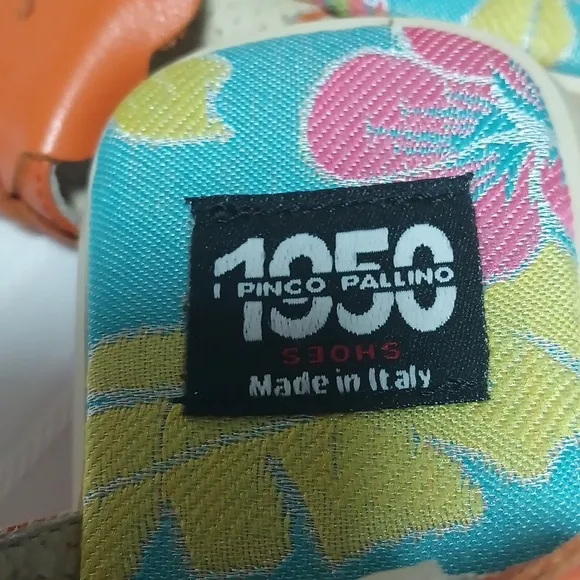 1950
I PINCO PALLINO
SHOES
Made in Italy